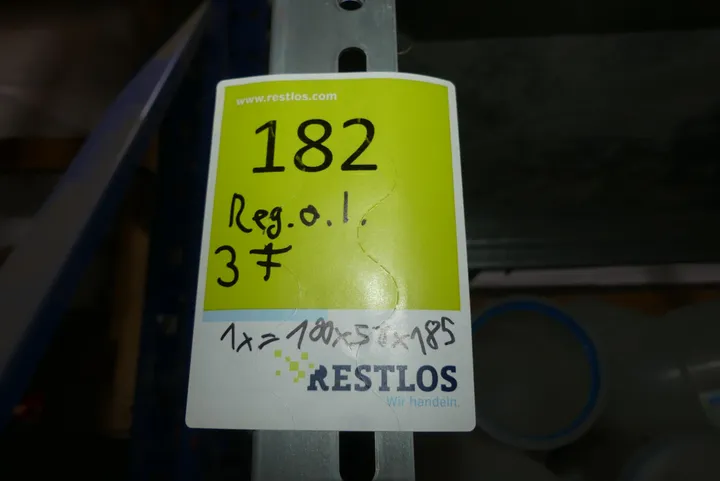 www.restlos.com
182
Reg.o.l.
3 F
1x = 180x50x185
RESTLOS
Wir handeln.